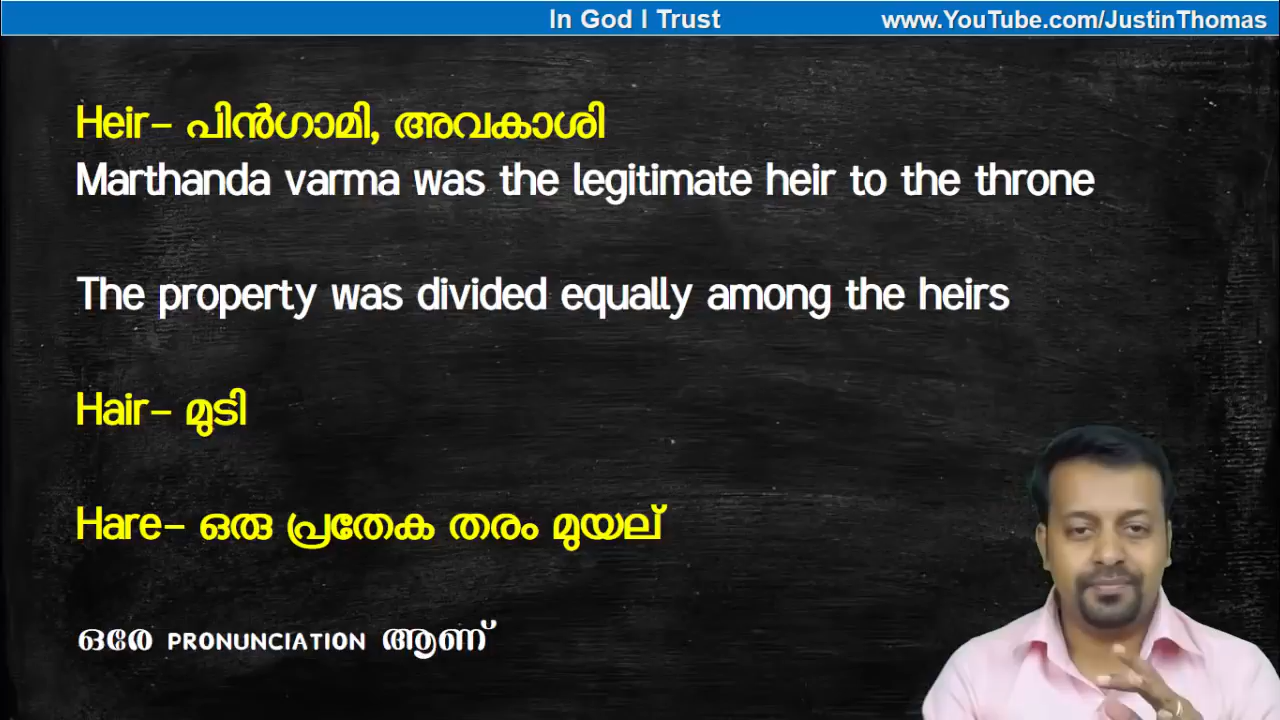 In God I Trust
www.YouTube.com/JustinThomas
Heir- പിൻഗാമി, അവകാശി
Marthanda varma was the legitimate heir to the throne
The property was divided equally among the heirs
Hair- മുടി
Hare- ഒരു പ്രതേക തരം മുയല്
ഒരേ PRONUNCIATION ആണ്